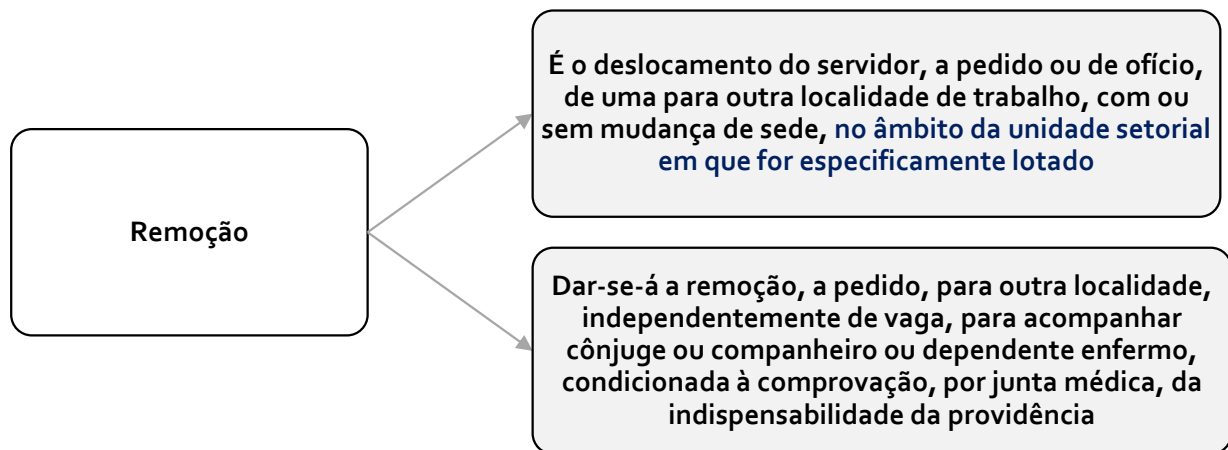 É o deslocamento do servidor, a pedido ou de ofício,
de uma para outra localidade de trabalho, com ou
sem mudança de sede, no âmbito da unidade setorial
em que for especificamente lotado
Remoção
Dar-se-á a remoção, a pedido, para outra localidade,
independentemente de vaga, para acompanhar
cônjuge ou companheiro ou dependente enfermo,
condicionada à comprovação, por junta médica, da
indispensabilidade da providência